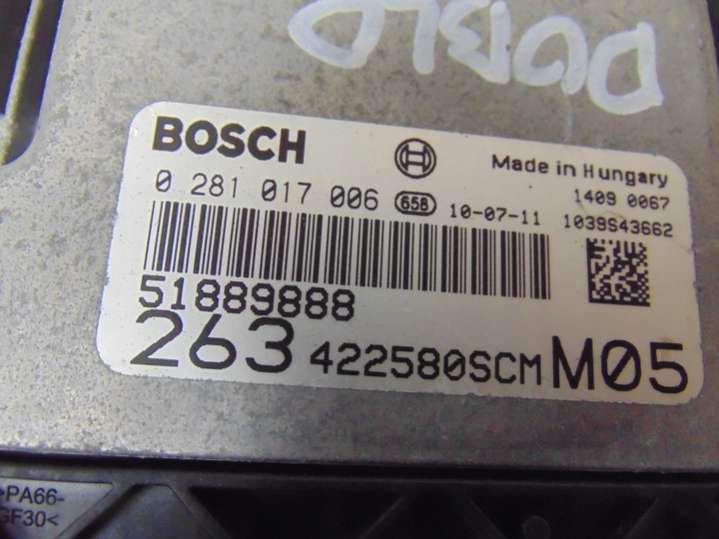 DOBLO
BOSCH
Made in Hungary
0 281 017 006 658 10-07-11
1409 0067
1039S43662
51889888
263 422580SCM M05
>PA66-
GF30<